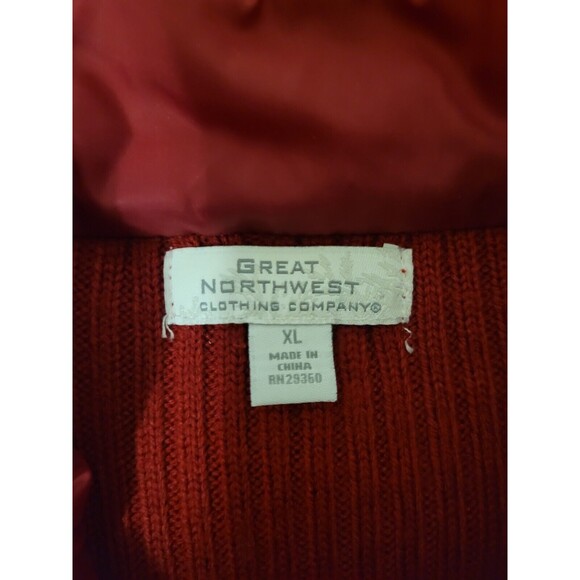 GREAT
NORTHWEST
CLOTHING COMPANY®
XL
MADE IN
CHINA
RN29360